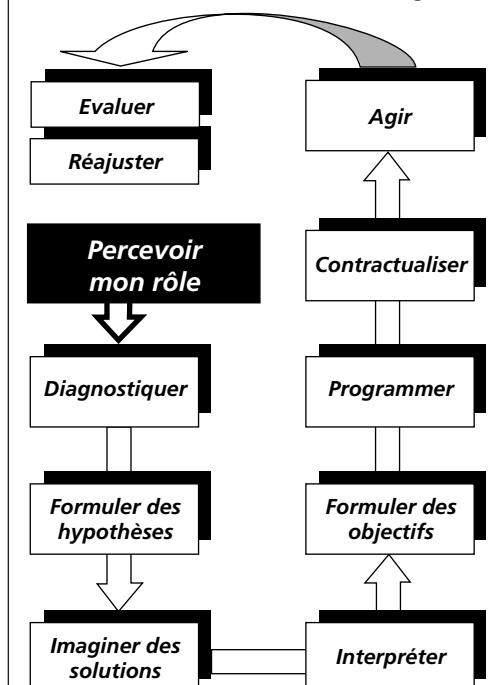 Evaluer
Réajuster
Percevoir
mon rôle
Diagnostiquer
Formuler des
hypothèses
Imaginer des
solutions
Interpréter
Formuler des
objectifs
Programmer
Contractualiser
Agir